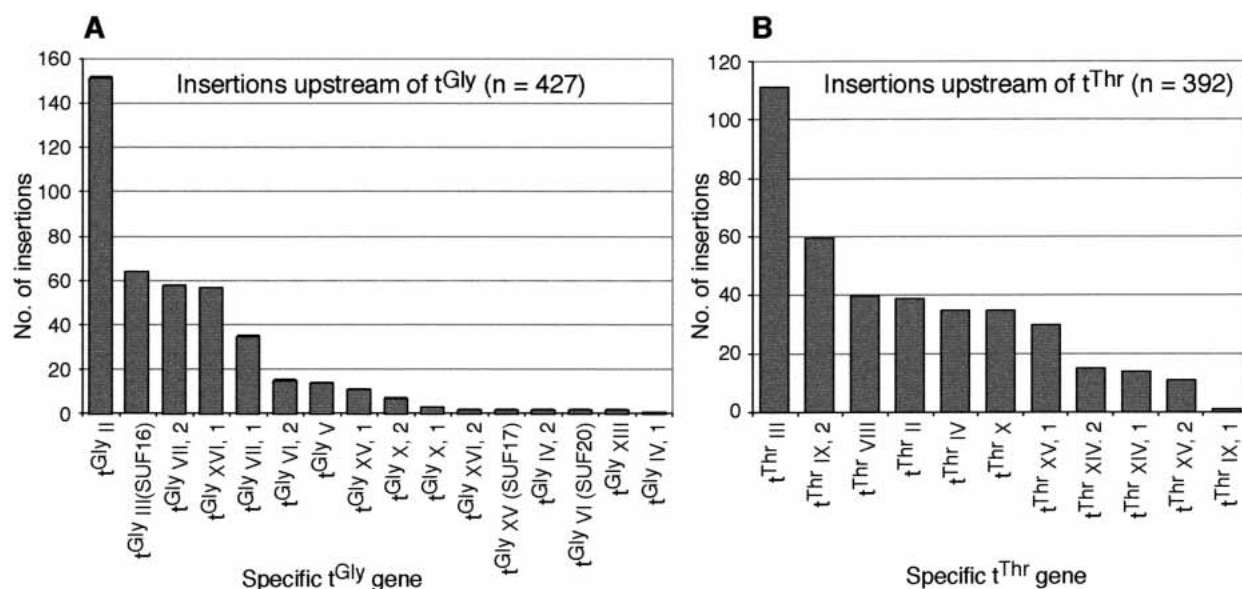 A
Insertions upstream of tGly (n = 427)
No. of insertions
160
140
120
100
80
60
40
20
0
tGly II
tGly III(SUF16)
tGly VII, 2
tGly XVI, 1
tGly VII, 1
tGly VI, 2
tGly V
tGly XV, 1
tGly X, 2
tGly X, 1
tGly XVI, 2
tGly XV (SUF17)
tGly IV, 2
tGly VI (SUF20)
tGly XIII
tGly IV, 1
Specific tGly gene
B
Insertions upstream of tThr (n = 392)
No. of insertions
120
100
80
60
40
20
0
tThr III
tThr IX, 2
tThr VIII
tThr II
tThr IV
tThr X
tThr XV, 1
tThr XIV. 2
tThr XIV, 1
tThr XV, 2
tThr IX, 1
Specific tThr gene